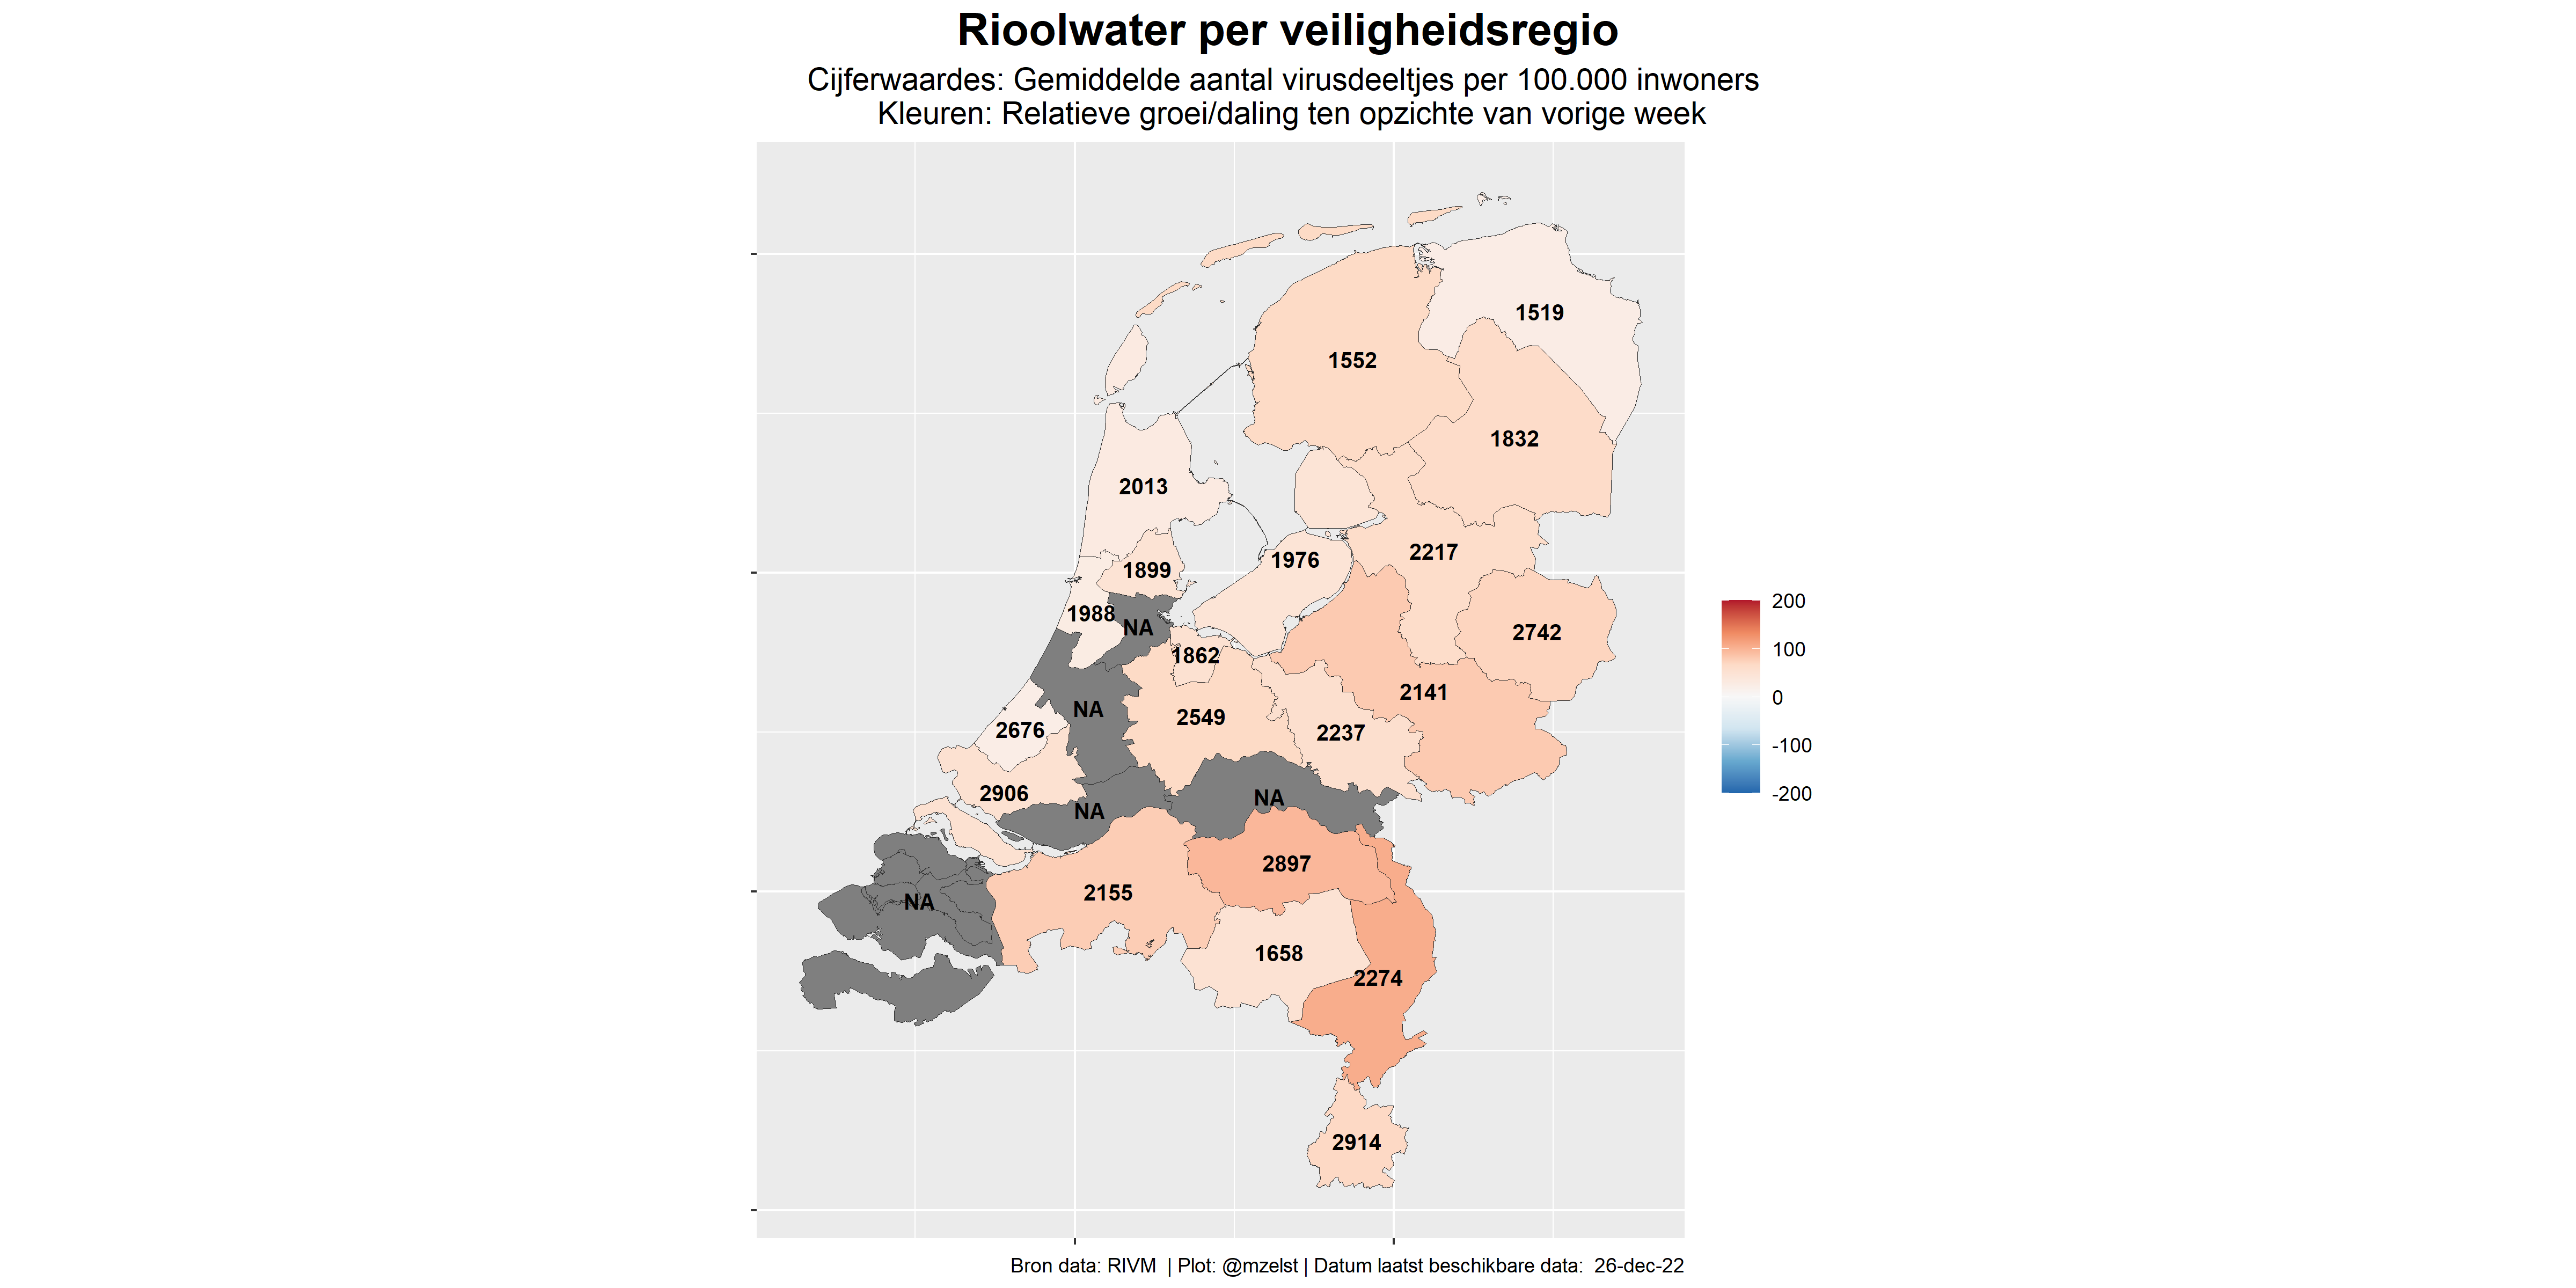 Rioolwater per veiligheidsregio
Cijferwaardes: Gemiddelde aantal virusdeeltjes per 100.000 inwoners
Kleuren: Relatieve groei/daling ten opzichte van vorige week
1519
1552
1832
2013
2217
1976
1899
1988
NA
2742
1862
2141
NA
2549
2676
2237
2906
NA
NA
2897
2155
NA
1658
2274
2914
200
100
0
-100
-200
Bron data: RIVM | Plot: @mzelst | Datum laatst beschikbare data: 26-dec-22